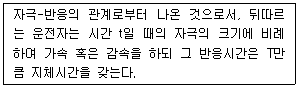 자극-반응의 관계로부터 나온 것으로서, 뒤따르
는 운전자는 시간 t일 때의 자극의 크기에 비례
하여 가속 혹은 감속을 하되 그 반응시간은 T만
큼 지체시간을 갖는다.